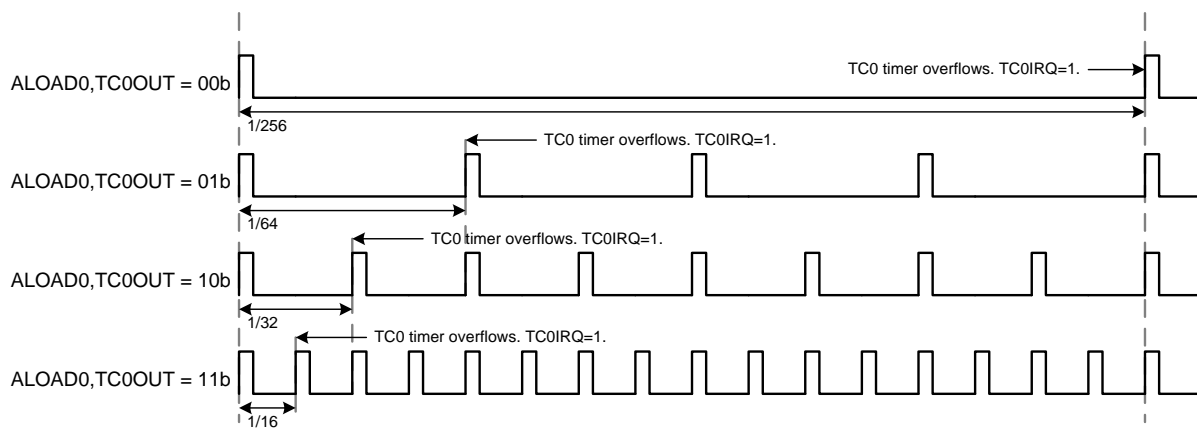 TC0 timer overflows. TC0IRQ=1.
ALOAD0,TC0OUT = 00b
1/256
TC0 timer overflows. TC0IRQ=1.
ALOAD0,TC0OUT = 01b
1/64
TC0 timer overflows. TC0IRQ=1.
ALOAD0,TC0OUT = 10b
1/32
TC0 timer overflows. TC0IRQ=1.
ALOAD0,TC0OUT = 11b
1/16